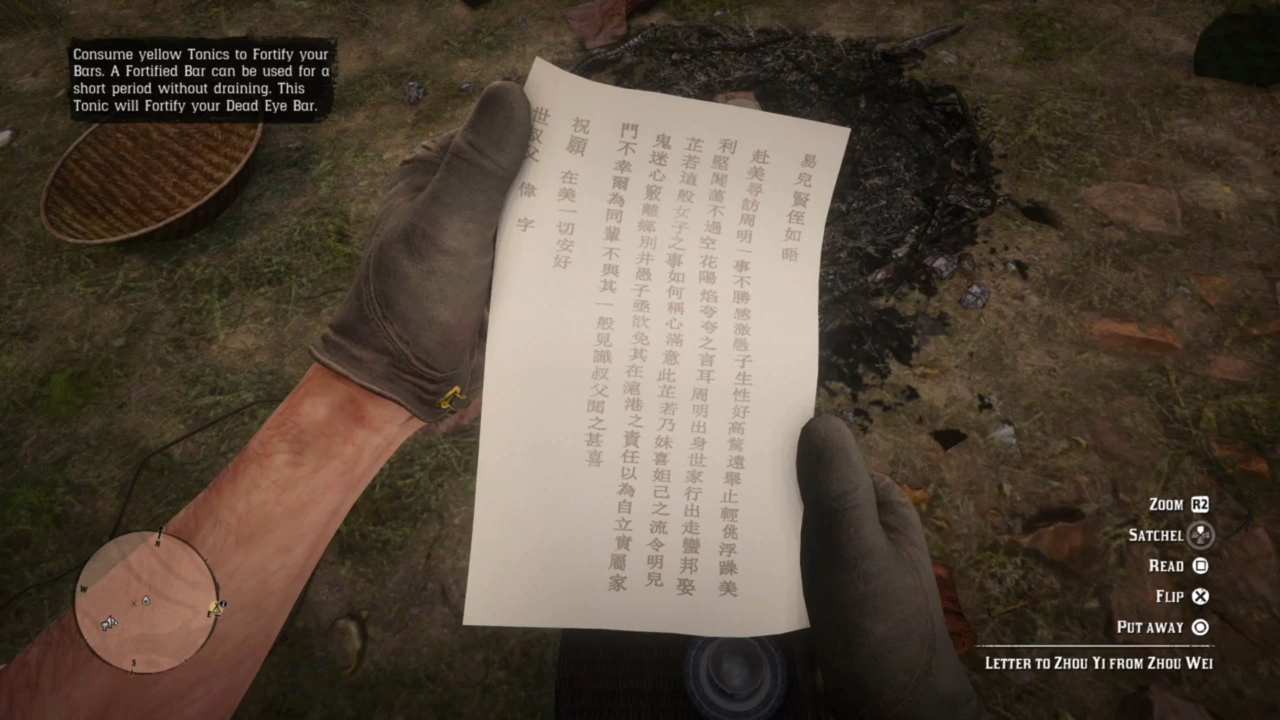 Consume yellow Tonics to Fortify your
Bars. A Fortified Bar can be used for a
short period without draining. This
Tonic will Fortify your Dead Eye Bar.
易兒賢侄如晤
赴美尋訪周明一事不勝感激愚子生性好高騖遠舉止輕佻浮躁美
利堅闖蕩不過空花陽焰夸夸之言耳周明出身世家行出走蠻邦娶
芷若這般女子之事如何稱心滿意此芷若乃妹喜妲己之流令明兒
鬼迷心竅離鄉別井愚子亟欲免其在滬港之責任以為自立實屬家
門不幸爾為同輩不與其一般見識叔父聞之甚喜
祝願 在美一切安好
世叔父 偉 字
N
W
S
ZOOM R2
SATCHEL
READ
FLIP
PUT AWAY
LETTER TO ZHOU YI FROM ZHOU WEI